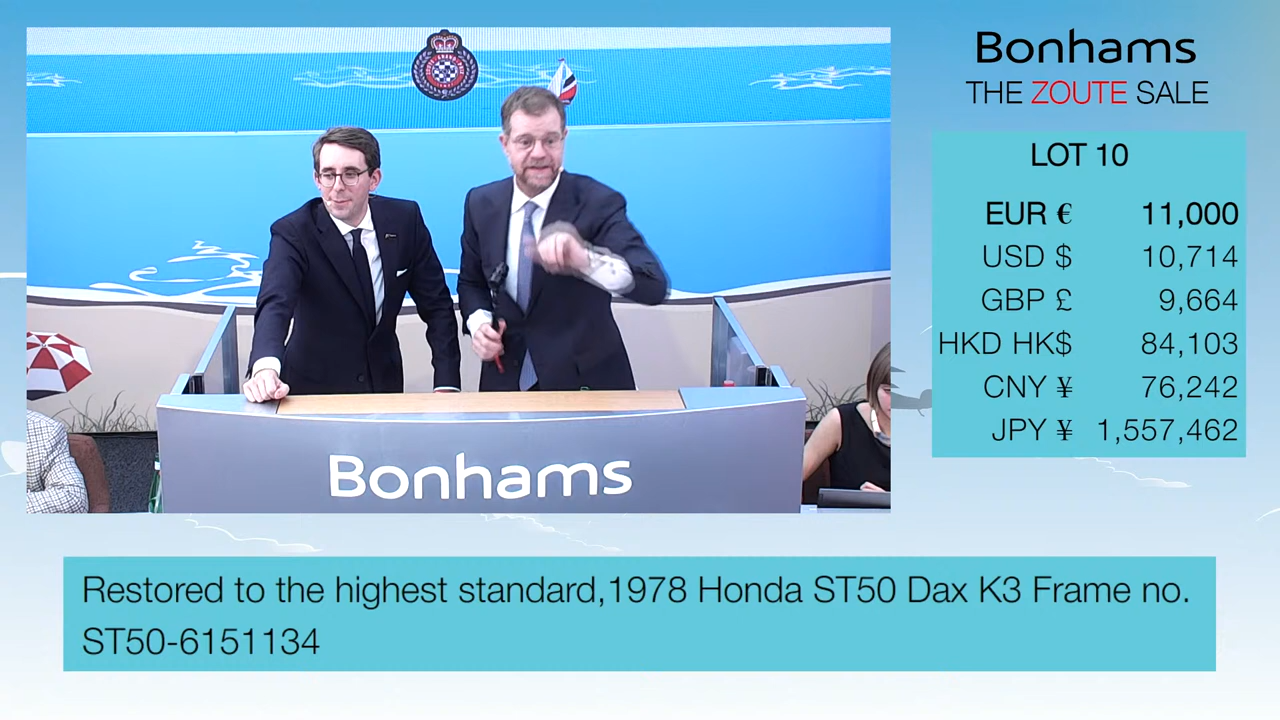 Bonhams
THE ZOUTE SALE
LOT 10
EUR € 11,000
USD $ 10,714
GBP £ 9,664
HKD HK$ 84,103
CNY ¥ 76,242
JPY ¥ 1,557,462
Bonhams
Restored to the highest standard,1978 Honda ST50 Dax K3 Frame no.
ST50-6151134